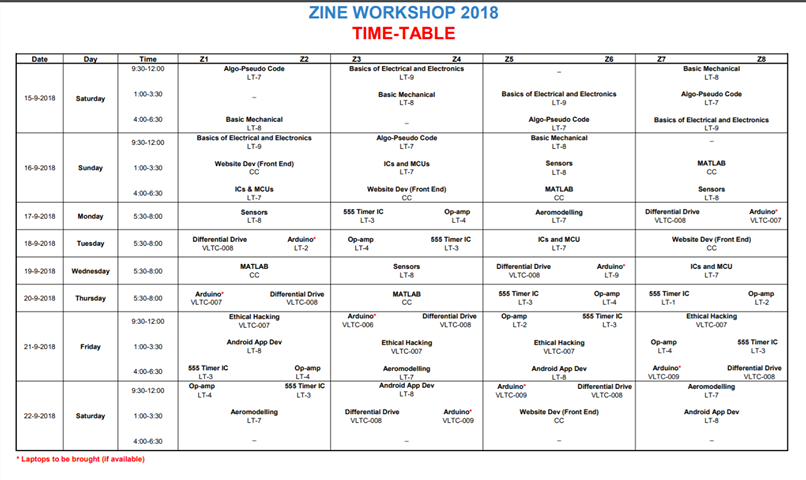 ZINE WORKSHOP 2018
TIME-TABLE
Date Day Time Z1 Z2 Z3 Z4 Z5 Z6 Z7 Z8
9:30-12:00 Algo-Pseudo Code Basics of Electrical and Electronics – Basic Mechanical
LT-7 LT-9 LT-8
15-9-2018 Saturday 1:00-3:30 – Basic Mechanical Basics of Electrical and Electronics Algo-Pseudo Code
LT-8 LT-9 LT-7
4:00-6:30 Basic Mechanical – Algo-Pseudo Code Basics of Electrical and Electronics
LT-8 LT-7 LT-9
9:30-12:00 Basics of Electrical and Electronics Algo-Pseudo Code Basic Mechanical –
LT-9 LT-7 LT-8
16-9-2018 Sunday 1:00-3:30 Website Dev (Front End) ICs and MCUs Sensors MATLAB
CC LT-7 LT-8 CC
4:00-6:30 ICs & MCUs Website Dev (Front End) MATLAB Sensors
LT-7 CC CC LT-8
17-9-2018 Monday 5:30-8:00 Sensors 555 Timer IC Op-amp Aeromodelling Differential Drive Arduino*
LT-8 LT-3 LT-4 LT-7 VLTC-008 VLTC-007
18-9-2018 Tuesday 5:30-8:00 Differential Drive Arduino* Op-amp 555 Timer IC ICs and MCU Website Dev (Front End)
VLTC-008 LT-2 LT-4 LT-3 LT-7 CC
19-9-2018 Wednesday 5:30-8:00 MATLAB Sensors Differential Drive Arduino* ICs and MCU
CC LT-8 VLTC-008 LT-9 LT-7
20-9-2018 Thursday 5:30-8:00 Arduino* Differential Drive MATLAB 555 Timer IC Op-amp 555 Timer IC Op-amp
VLTC-007 VLTC-008 CC LT-3 LT-4 LT-1 LT-2
9:30-12:00 Ethical Hacking Arduino* Differential Drive Op-amp 555 Timer IC Ethical Hacking
VLTC-007 VLTC-006 VLTC-008 LT-2 LT-3 VLTC-007
21-9-2018 Friday 1:00-3:30 Android App Dev Ethical Hacking Ethical Hacking Op-amp 555 Timer IC
LT-8 VLTC-007 VLTC-007 LT-4 LT-3
4:00-6:30 555 Timer IC Op-amp Aeromodelling Android App Dev Arduino* Differential Drive
LT-3 LT-4 LT-7 LT-8 VLTC-009 VLTC-008
9:30-12:00 Op-amp 555 Timer IC Android App Dev Arduino* Differential Drive Aeromodelling
LT-4 LT-3 LT-8 VLTC-009 VLTC-008 LT-7
22-9-2018 Saturday 1:00-3:30 Aeromodelling Differential Drive Arduino* Website Dev (Front End) Android App Dev
LT-7 VLTC-008 VLTC-009 CC LT-8
4:00-6:30 – – – –
* Laptops to be brought (if available)